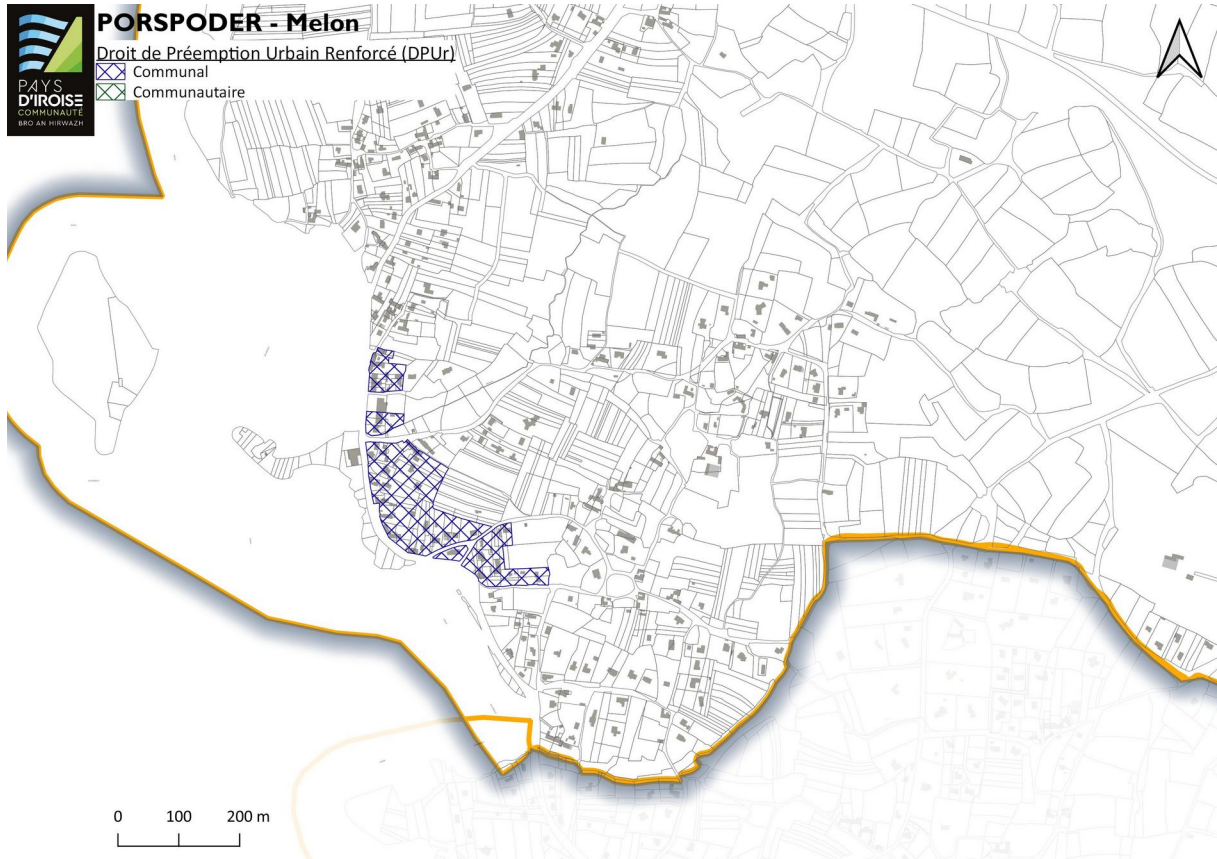 PORSPODER - Melon
Droit de Préemption Urbain Renforcé (DPUr)
Communal
Communautaire
PAYS
D'IROISE
COMMUNAUTÉ
BRO AN HIRWAZH
0 100 200 m